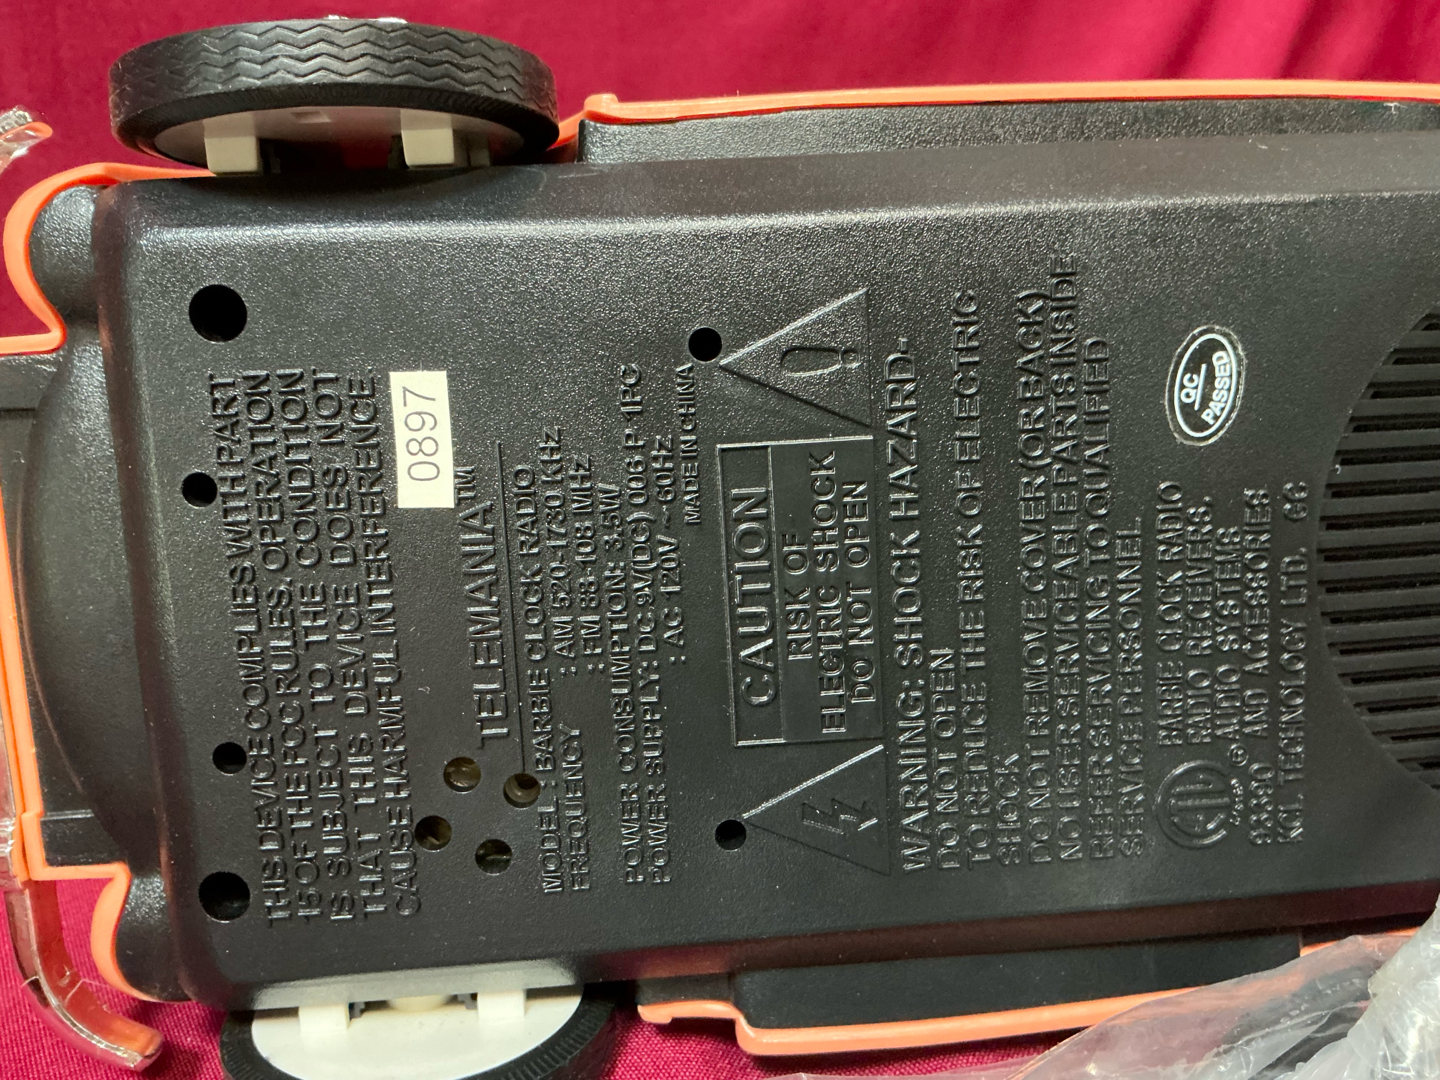 THIS DEVICE COMPLIES WITH PART
15 OF THE FCC RULES. OPERATION
IS SUBJECT TO THE CONDITION
THAT THIS DEVICE DOES NOT
CAUSE HARMFUL INTERFERENCE
0897
TELEMANIA™
MODEL : BARBIE CLOCK RADIO
FREQUENCY : AM 520-1730 KHz
: FM 88-108 MHz
POWER CONSUMPTION: 3.5W
POWER SUPPLY: DC 9V(DC) 006 P 1PC
: AC 120V ~ 60Hz
MADE IN CHINA
CAUTION
RISK OF
ELECTRIC SHOCK
DO NOT OPEN
WARNING: SHOCK HAZARD-
DO NOT OPEN
TO REDUCE THE RISK OF ELECTRIC
SHOCK
DO NOT REMOVE COVER (OR BACK)
NO USER SERVICEABLE PARTS INSIDE
REFER SERVICING TO QUALIFIED
SERVICE PERSONNEL
QC
PASSED
BARBIE CLOCK RADIO
RADIO RECEIVERS.
AUDIO SYSTEMS
93390 AND ACCESSORIES
KCL TECHNOLOGY LTD.